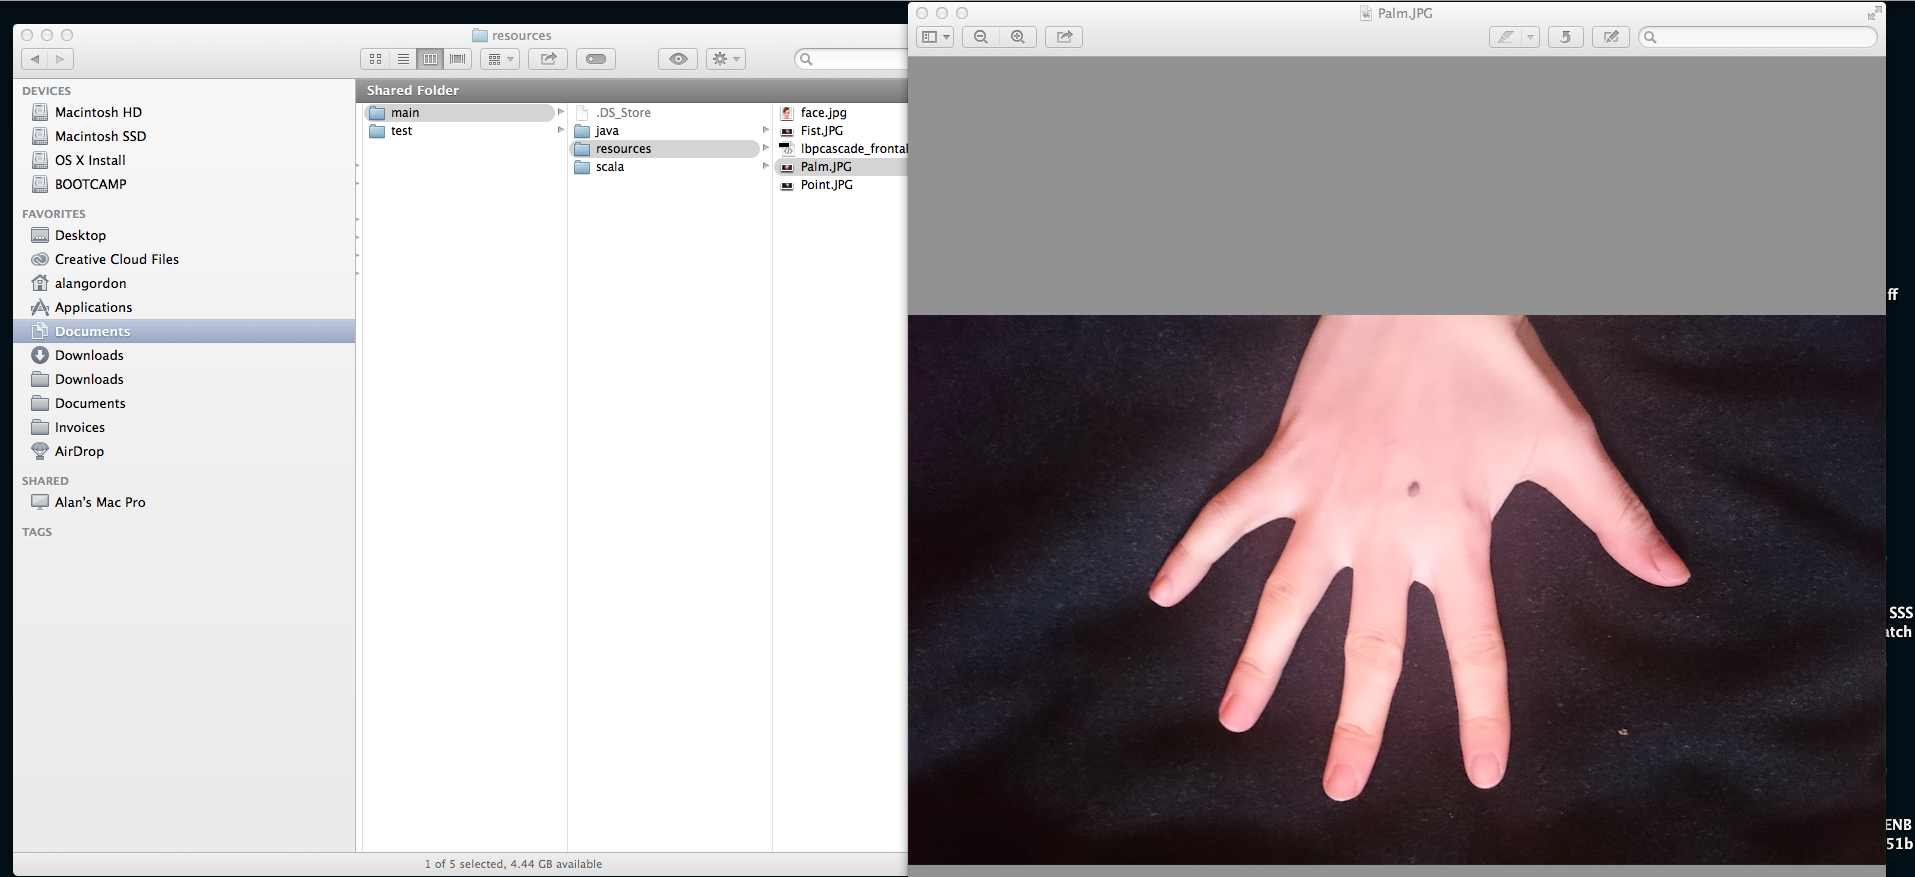 resources
DEVICES
Macintosh HD
Macintosh SSD
OS X Install
BOOTCAMP
FAVORITES
Desktop
Creative Cloud Files
alangordon
Applications
Documents
Downloads
Downloads
Documents
Invoices
AirDrop
SHARED
Alan's Mac Pro
TAGS
Shared Folder
main
test
.DS_Store
java
resources
scala
face.jpg
Fist.JPG
lbpcascade_frontal
Palm.JPG
Point.JPG
1 of 5 selected, 4.44 GB available
Palm.JPG
ff
SSS
atch
ENB
51b